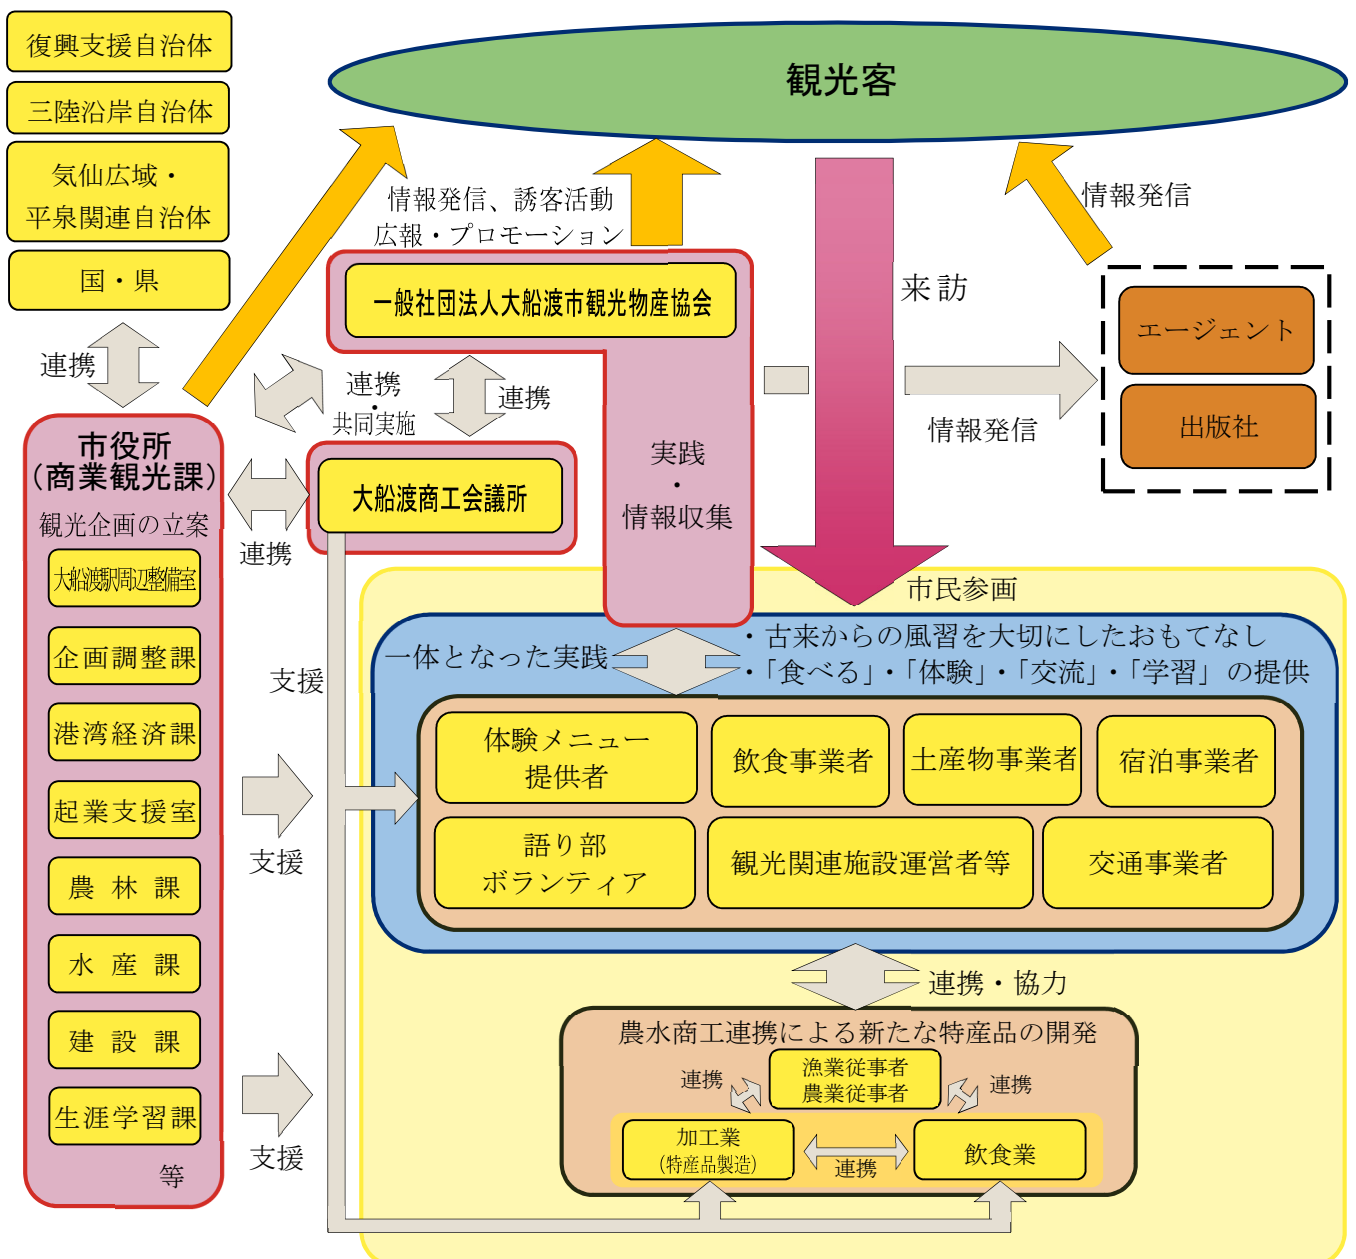 復興支援自治体
三陸沿岸自治体
気仙広域・
平泉関連自治体
国・県
連携
観光客
情報発信、誘客活動
広報・プロモーション
情報発信
一般社団法人大船渡市観光物産協会
来訪
エージェント
出版社
情報発信
連携
・
共同実施
連携
実践
・
情報収集
大船渡商工会議所
連携
市役所
(商業観光課)
観光企画の立案
大船渡駅周辺整備室
企画調整課
港湾経済課
起業支援室
農林課
水産課
建設課
生涯学習課
等
支援
支援
支援
市民参画
一体となった実践
・古来からの風習を大切にしたおもてなし
・「食べる」・「体験」・「交流」・「学習」の提供
体験メニュー
提供者
飲食事業者
土産物事業者
宿泊事業者
語り部
ボランティア
観光関連施設運営者等
交通事業者
連携・協力
農水商工連携による新たな特産品の開発
漁業従事者
農業従事者
連携
連携
加工業
(特産品製造)
連携
飲食業